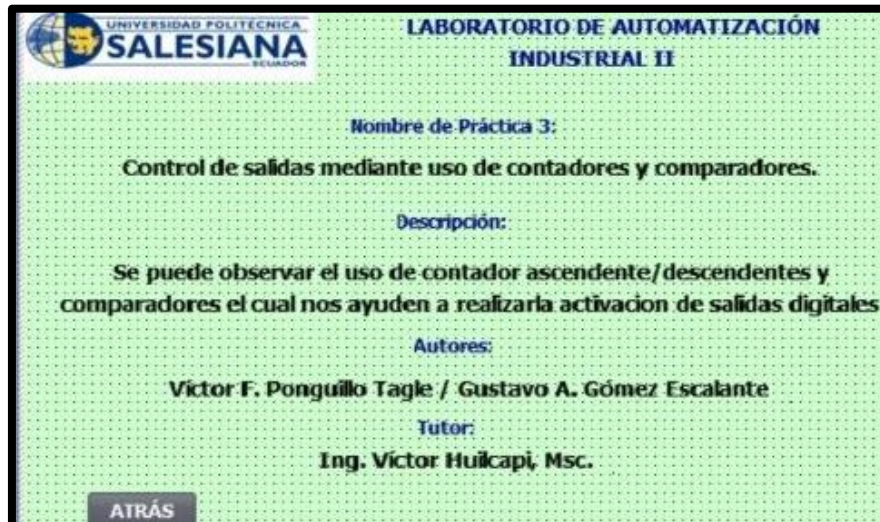 UNIVERSIDAD POLITÉCNICA
SALESIANA
ECUADOR
LABORATORIO DE AUTOMATIZACIÓN
INDUSTRIAL II
Nombre de Práctica 3:
Control de salidas mediante uso de contadores y comparadores.
Descripción:
Se puede observar el uso de contador ascendente/descendentes y
comparadores el cual nos ayuden a realizarla activacion de salidas digitales
Autores:
Víctor F. Ponguillo Tagle / Gustavo A. Gómez Escalante
Tutor:
Ing. Víctor Huilcapi, Msc.
ATRÁS